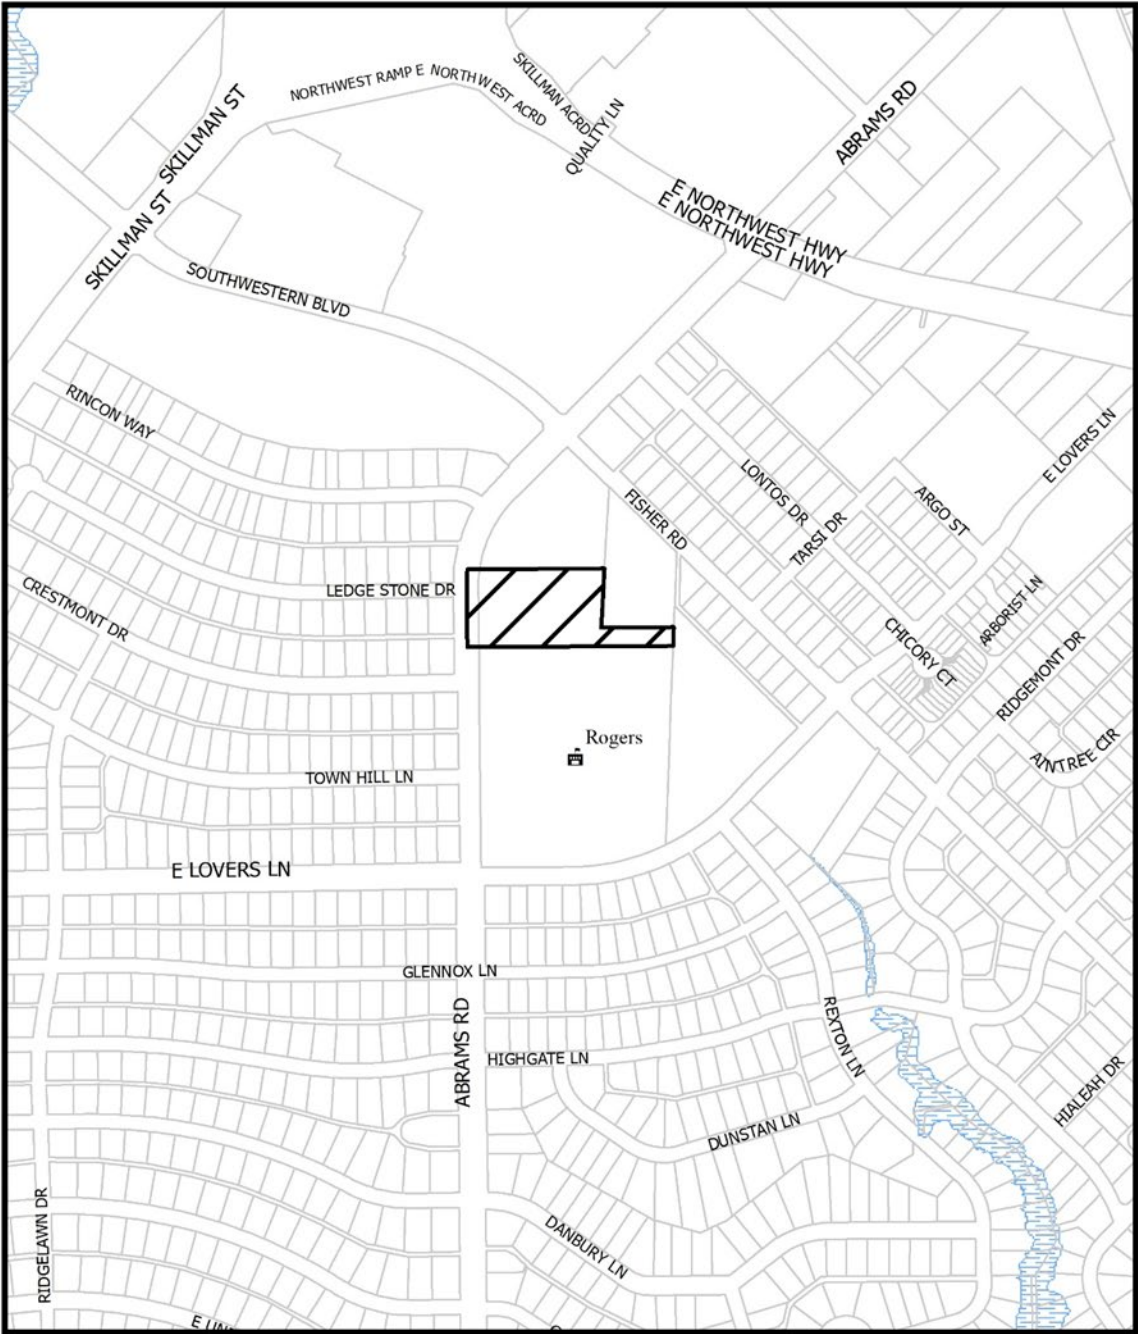 SKILLMAN ST
NORTHWEST RAMP E NORTHWEST ACRD
SKILLMAN ACRD
QUALITY LN
ABRAMS RD
SKILLMAN ST
E NORTHWEST HWY
E NORTHWEST HWY
SOUTHWESTERN BLVD
RINCON WAY
E LOVERS LN
LONTOS DR
ARGO ST
FISHER RD
TARSI DR
LEDGE STONE DR
CRESTMONT DR
ARBORIST LN
CHICORY CT
RIDGEMONT DR
Rogers
AINTREE CIR
TOWN HILL LN
E LOVERS LN
GLENNOX LN
ABRAMS RD
REXTON LN
HIGHGATE LN
HIALEAH DR
DUNSTAN LN
RIDGELAWN DR
DANBURY LN